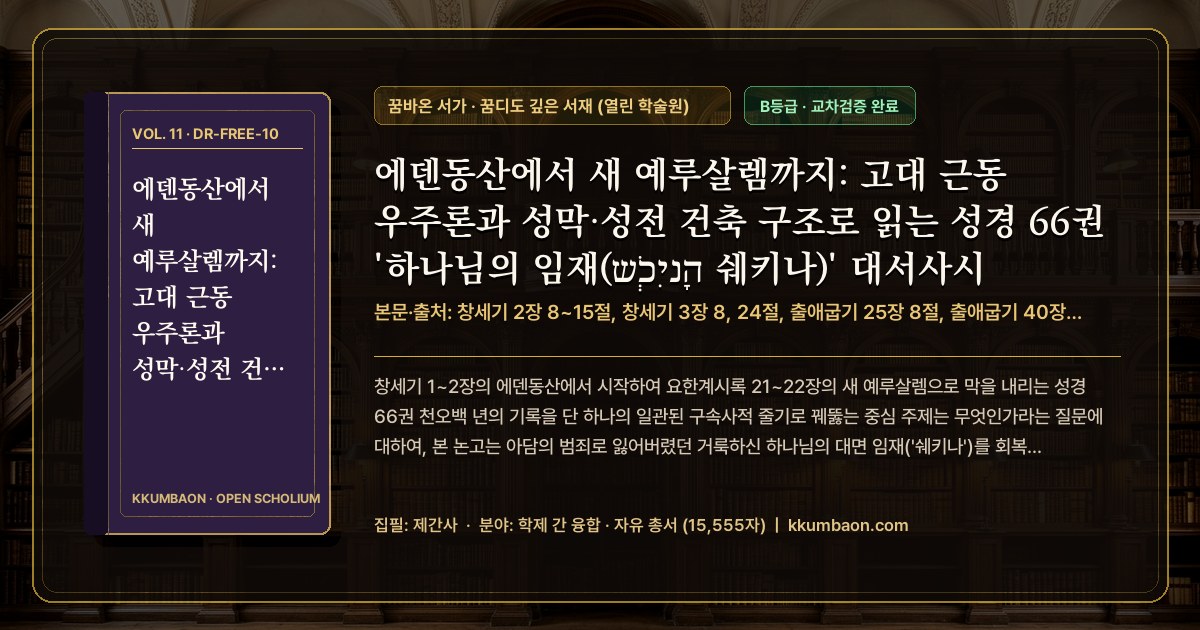 VOL. 11 · DR-FREE-10
에덴동산에서
새
예루살렘까지:
고대 근동
우주론과
성막·성전 건…
KKUMBAON · OPEN SCHOLIUM
꿈바온 서가 · 꿈디도 깊은 서재 (열린 학술원)
B등급 · 교차검증 완료
에덴동산에서 새 예루살렘까지: 고대 근동
우주론과 성막·성전 건축 구조로 읽는 성경 66권
'하나님의 임재(הָניִכְש 쉐키나)' 대서사시
본문·출처: 창세기 2장 8~15절, 창세기 3장 8, 24절, 출애굽기 25장 8절, 출애굽기 40장…
창세기 1~2장의 에덴동산에서 시작하여 요한계시록 21~22장의 새 예루살렘으로 막을 내리는 성경
66권 천오백 년의 기록을 단 하나의 일관된 구속사적 줄기로 꿰뚫는 중심 주제는 무엇인가라는 질문에
대하여, 본 논고는 아담의 범죄로 잃어버렸던 거룩하신 하나님의 대면 임재('쉐키나')를 회복…
집필: 제간사 · 분야: 학제 간 융합 · 자유 총서 (15,555자) | kkumbaon.com